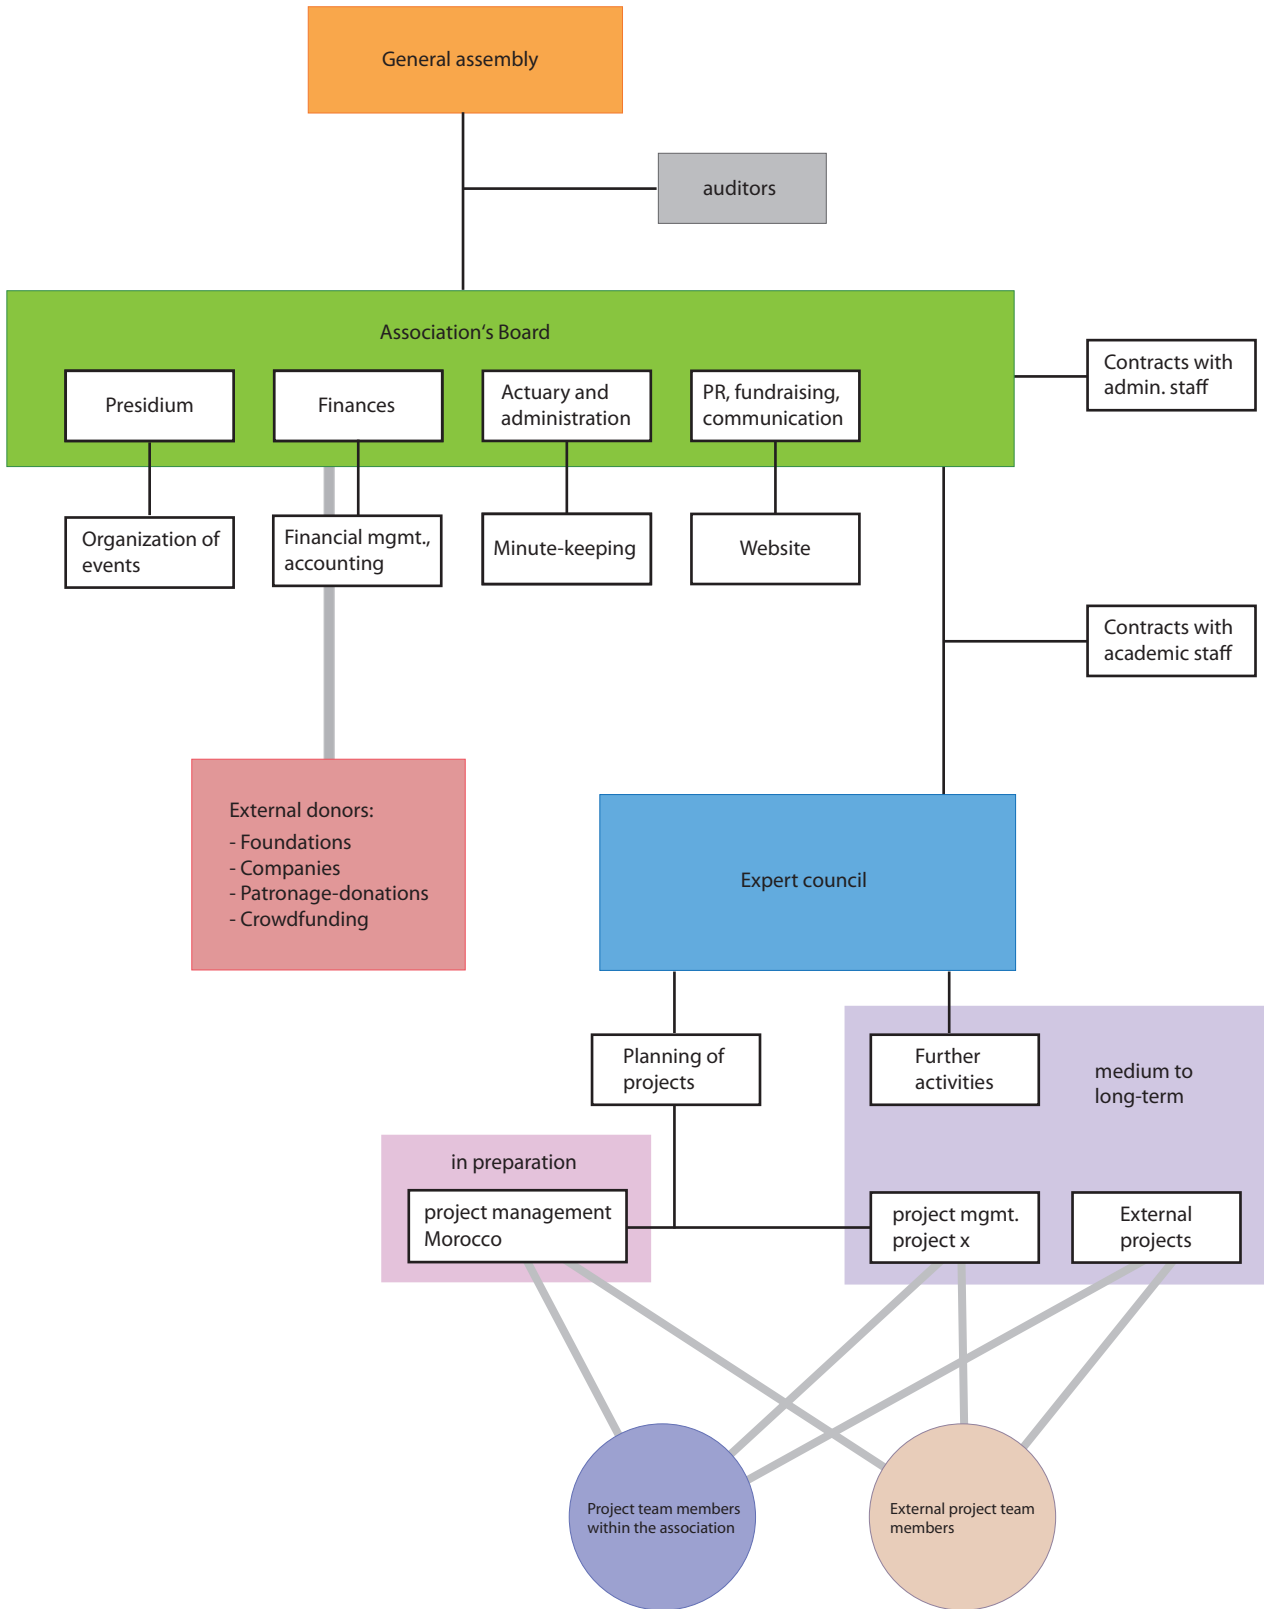 General assembly
auditors
Association‘s Board
Presidium
Finances
Actuary and
administration
PR, fundraising,
communication
Contracts with
admin. staff
Organization of
events
Financial mgmt.,
accounting
Minute-keeping
Website
Contracts with
academic staff
External donors:
- Foundations
- Companies
- Patronage-donations
- Crowdfunding
Expert council
Planning of
projects
Further
activities
medium to
long-term
in preparation
project management
Morocco
project mgmt.
project x
External
projects
Project team members
within the association
External project team
members